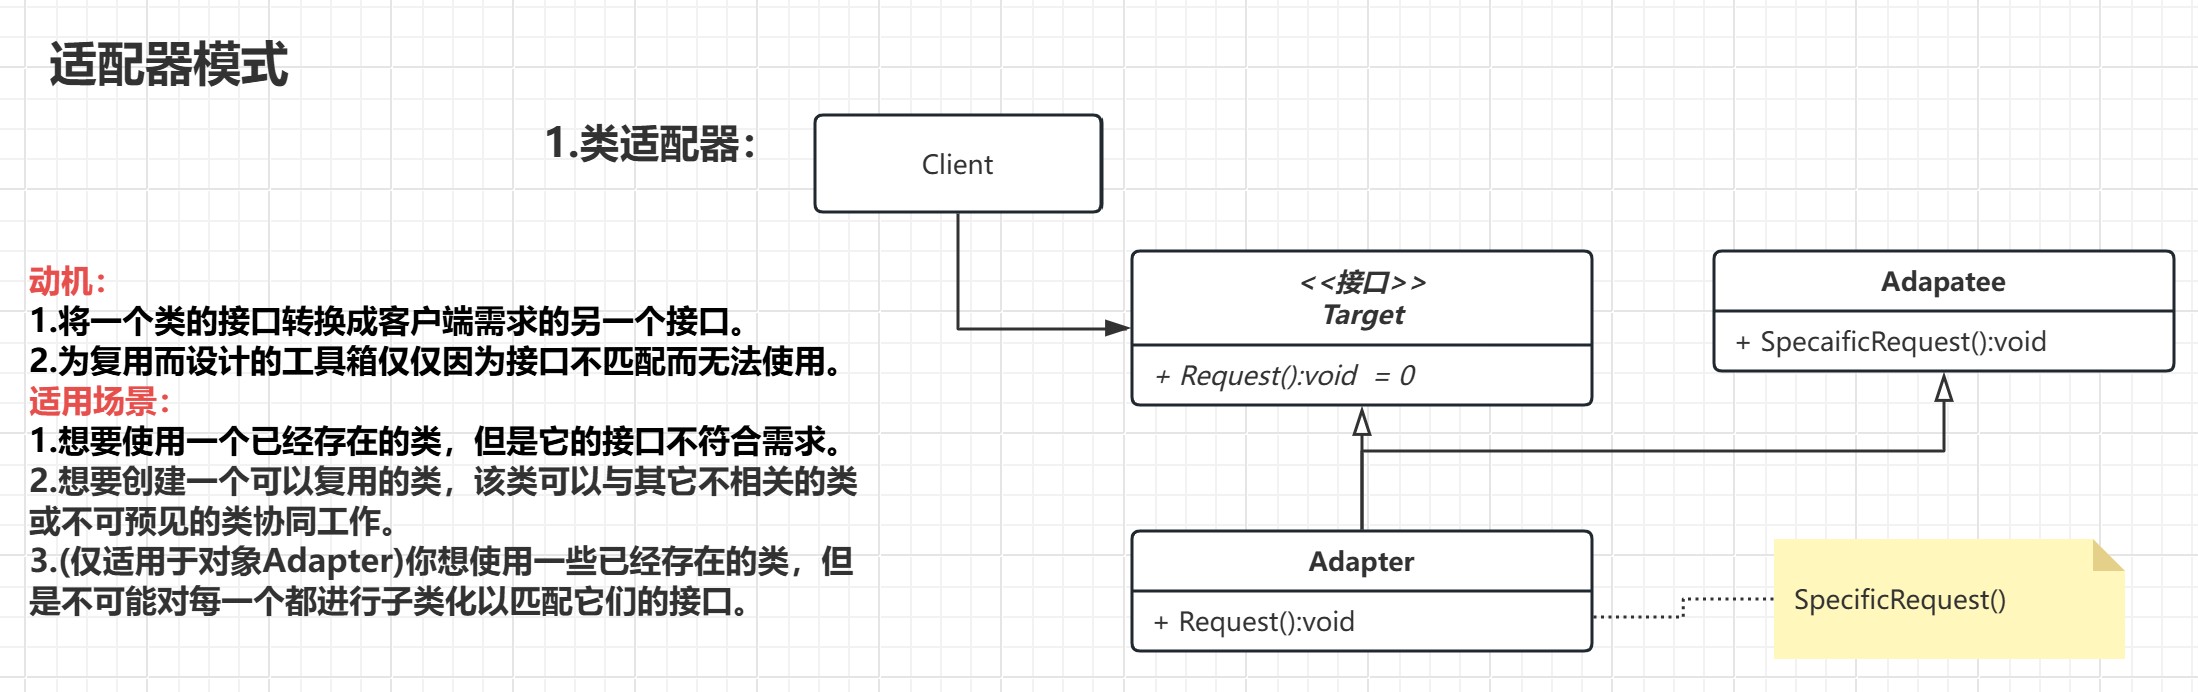 适配器模式
1.类适配器：
Client
动机：
1.将一个类的接口转换成客户端需求的另一个接口。
2.为复用而设计的工具箱仅仅因为接口不匹配而无法使用。
适用场景：
1.想要使用一个已经存在的类，但是它的接口不符合需求。
2.想要创建一个可以复用的类，该类可以与其它不相关的类
或不可预见的类协同工作。
3.(仅适用于对象Adapter)你想使用一些已经存在的类，但
是不可能对每一个都进行子类化以匹配它们的接口。
<<接口>>
Target
+ Request():void  = 0
Adapatee
+ SpecaificRequest():void
Adapter
+ Request():void
SpecificRequest()